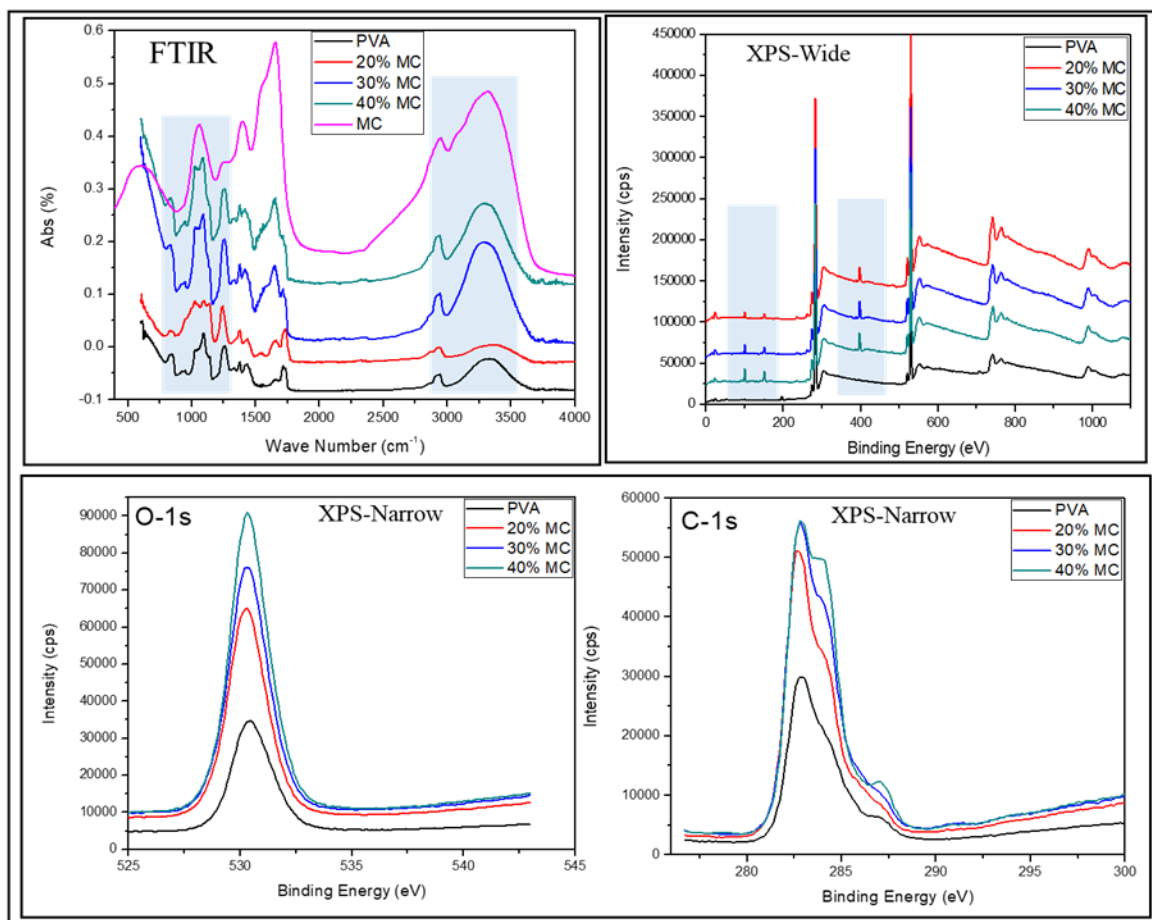 FTIR
PVA
20% MC
30% MC
40% MC
MC
Abs (%)
0.6
0.5
0.4
0.3
0.2
0.1
0.0
-0.1
500 1000 1500 2000 2500 3000 3500 4000
Wave Number (cm⁻¹)
XPS-Wide
PVA
20% MC
30% MC
40% MC
Intensity (cps)
450000
400000
350000
300000
250000
200000
150000
100000
50000
0
0 200 400 600 800 1000
Binding Energy (eV)
O-1s
XPS-Narrow
PVA
20% MC
30% MC
40% MC
Intensity (cps)
90000
80000
70000
60000
50000
40000
30000
20000
10000
0
525 530 535 540 545
Binding Energy (eV)
C-1s
XPS-Narrow
PVA
20% MC
30% MC
40% MC
Intensity (cps)
60000
50000
40000
30000
20000
10000
0
280 285 290 295 300
Binding Energy (eV)